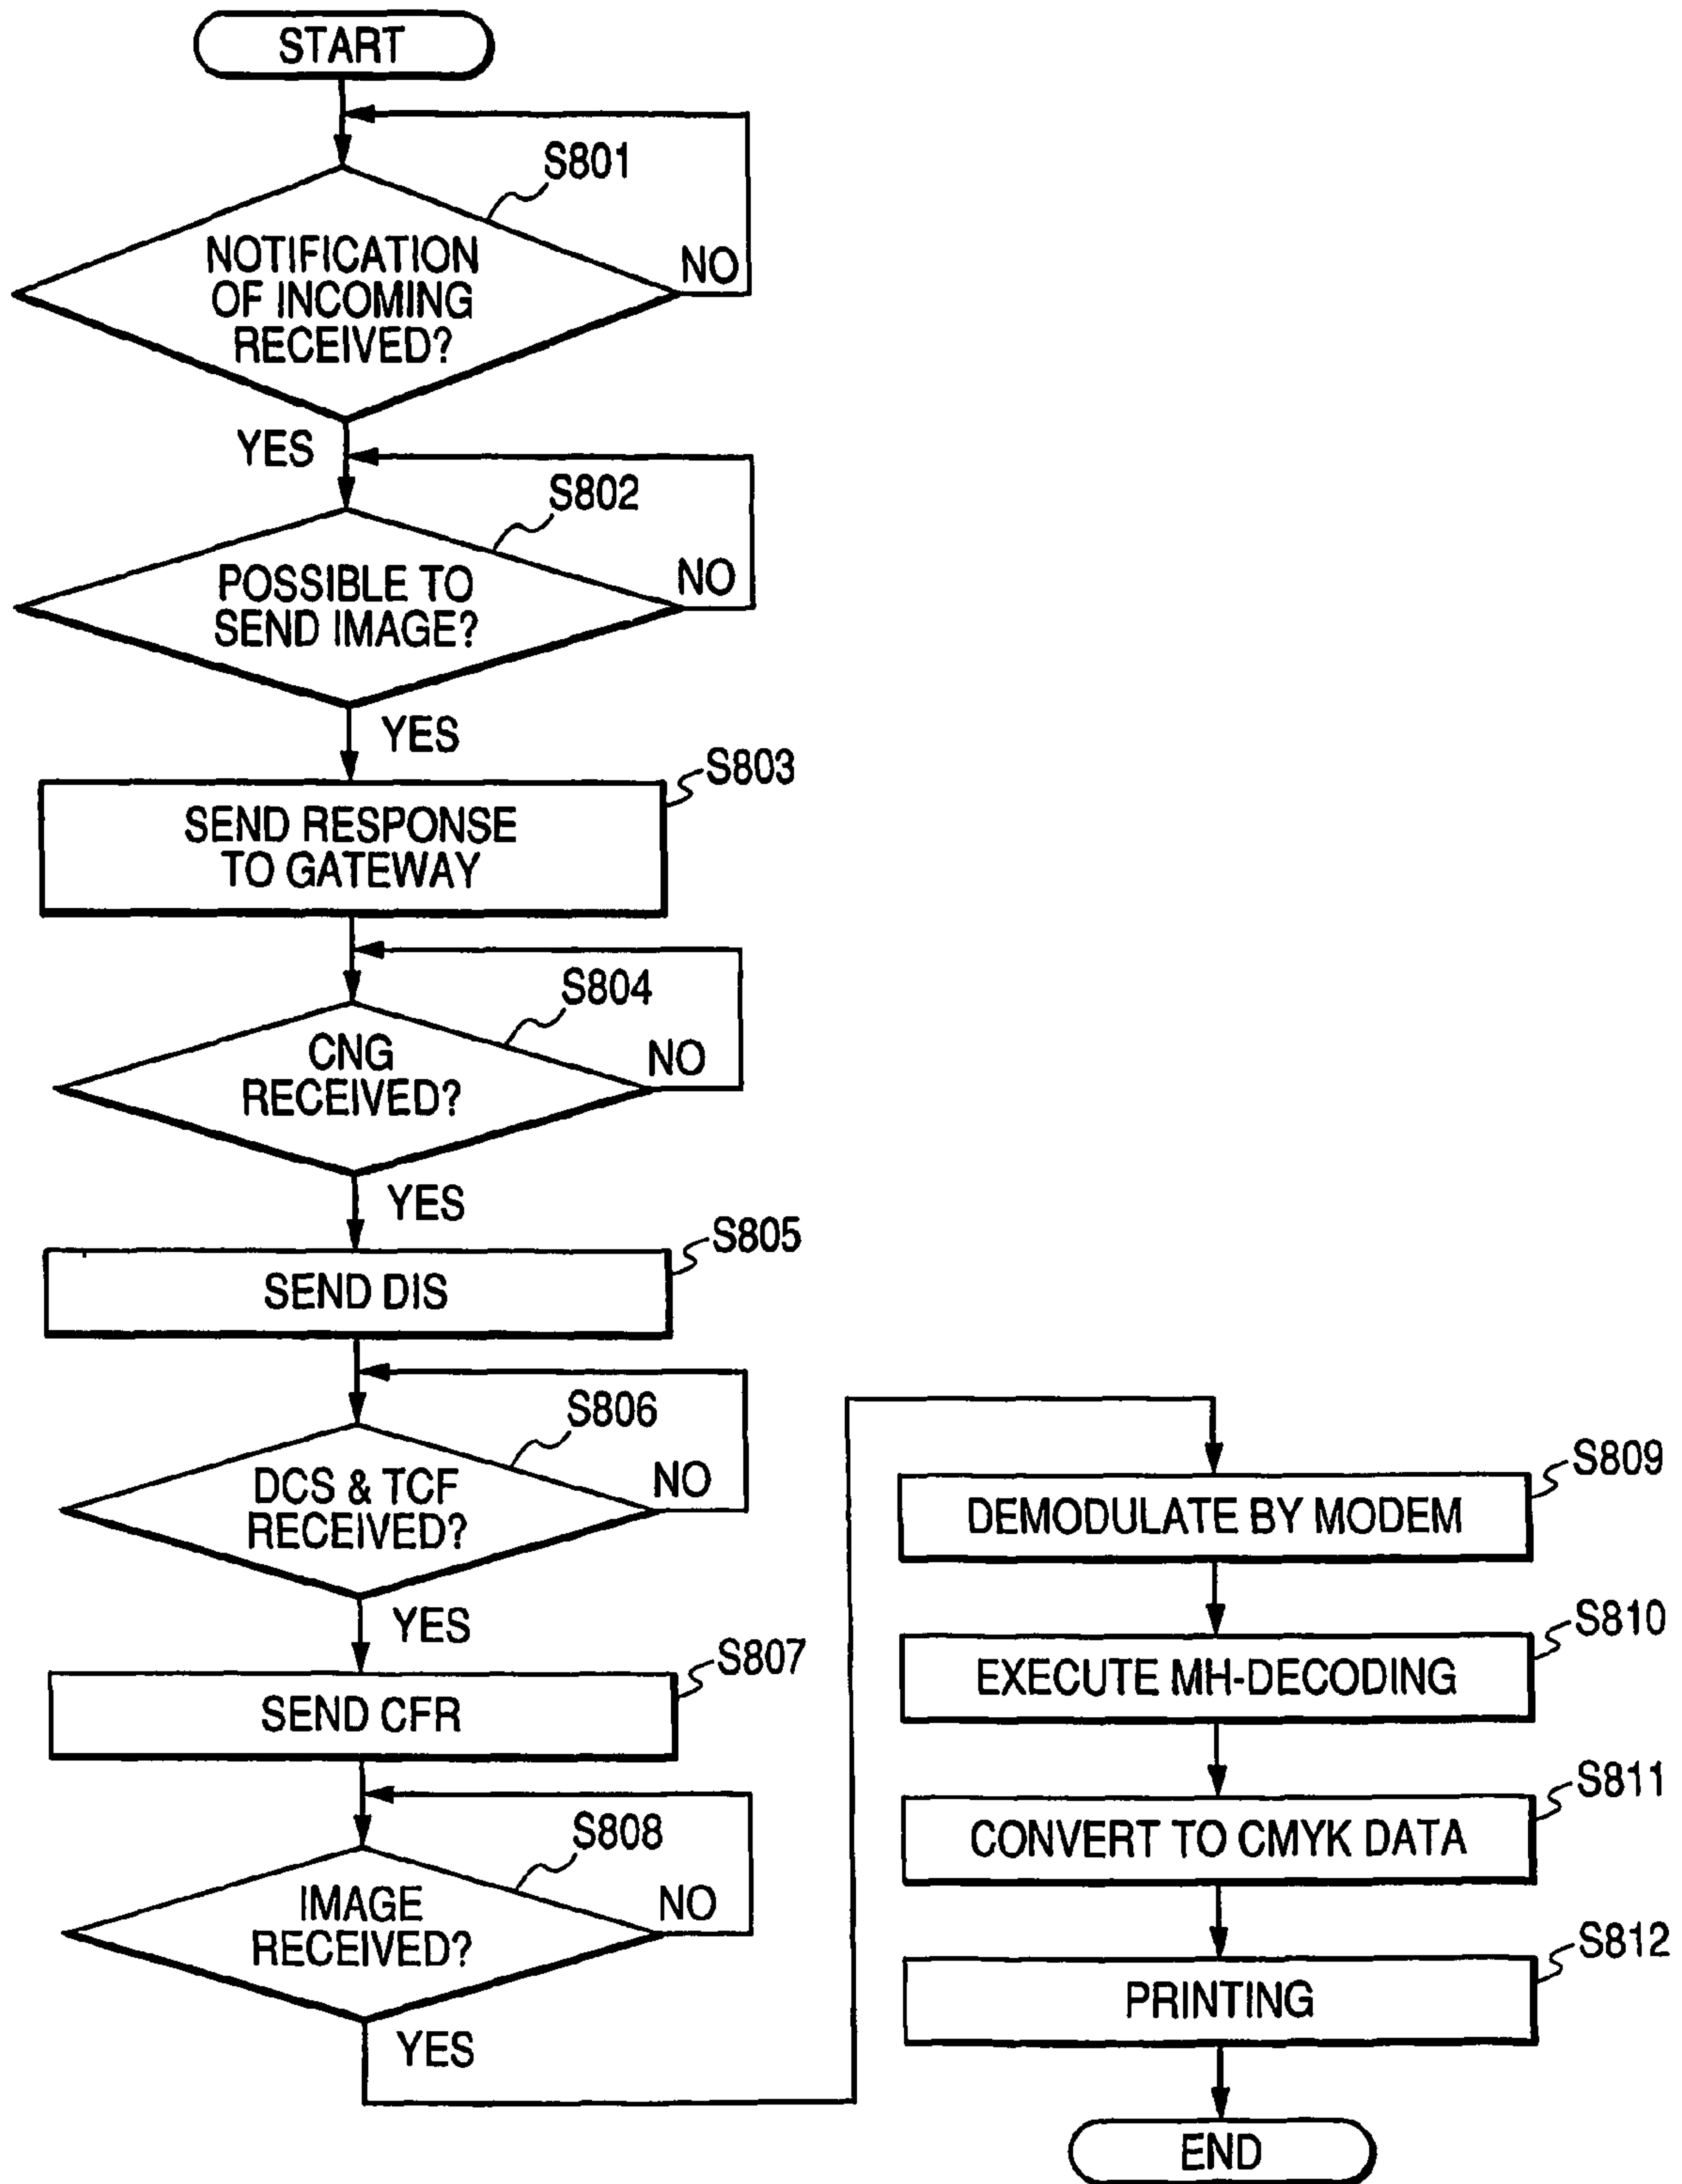 START
S801
NOTIFICATION
OF INCOMING
RECEIVED?
NO
YES
S802
POSSIBLE TO
SEND IMAGE?
NO
YES
S803
SEND RESPONSE
TO GATEWAY
S804
CNG
RECEIVED?
NO
YES
S805
SEND DIS
S806
DCS & TCF
RECEIVED?
NO
YES
S807
SEND CFR
S808
IMAGE
RECEIVED?
NO
YES
S809
DEMODULATE BY MODEM
S810
EXECUTE MH-DECODING
S811
CONVERT TO CMYK DATA
S812
PRINTING
END